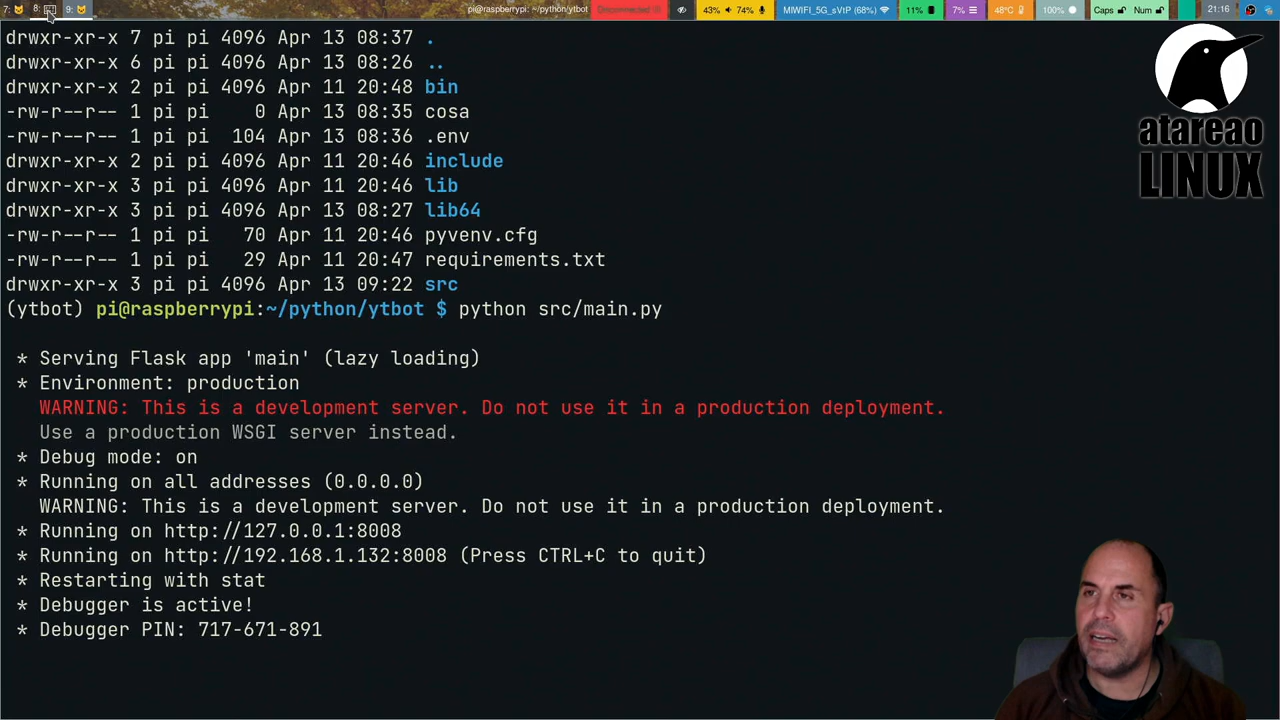 7: 8: 9: pi@raspberrypi: ~/python/ytbot Disconnected 43% 74% MIWIFI_5G_sVtP (68%) 11% 7% 48°C 100% Caps Num 21:16
drwxr-xr-x 7 pi pi 4096 Apr 13 08:37 .
drwxr-xr-x 6 pi pi 4096 Apr 13 08:26 ..
drwxr-xr-x 2 pi pi 4096 Apr 11 20:48 bin
-rw-r--r-- 1 pi pi    0 Apr 13 08:35 cosa
-rw-r--r-- 1 pi pi  104 Apr 13 08:36 .env
drwxr-xr-x 2 pi pi 4096 Apr 11 20:46 include
drwxr-xr-x 3 pi pi 4096 Apr 11 20:46 lib
drwxr-xr-x 3 pi pi 4096 Apr 13 08:27 lib64
-rw-r--r-- 1 pi pi   70 Apr 11 20:46 pyvenv.cfg
-rw-r--r-- 1 pi pi   29 Apr 11 20:47 requirements.txt
drwxr-xr-x 3 pi pi 4096 Apr 13 09:22 src
(ytbot) pi@raspberrypi:~/python/ytbot $ python src/main.py
* Serving Flask app 'main' (lazy loading)
* Environment: production
WARNING: This is a development server. Do not use it in a production deployment.
Use a production WSGI server instead.
* Debug mode: on
* Running on all addresses (0.0.0.0)
WARNING: This is a development server. Do not use it in a production deployment.
* Running on http://127.0.0.1:8008
* Running on http://192.168.1.132:8008 (Press CTRL+C to quit)
* Restarting with stat
* Debugger is active!
* Debugger PIN: 717-671-891
atareao
LINUX